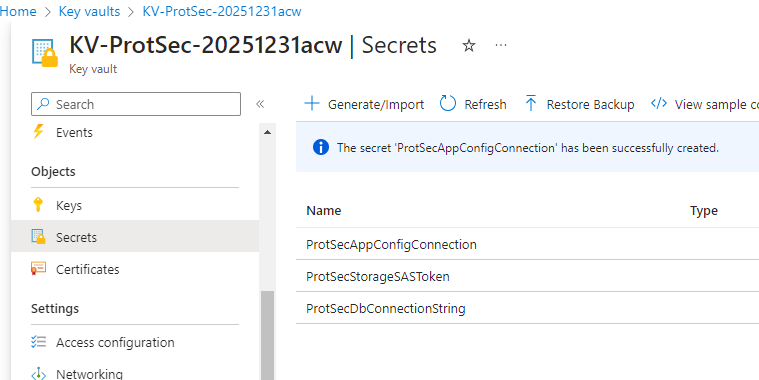 Home > Key vaults > KV-ProtSec-20251231acw
KV-ProtSec-20251231acw | Secrets
Key vault
Search
Events
Objects
Keys
Secrets
Certificates
Settings
Access configuration
Networking
Generate/Import Refresh Restore Backup View sample co
The secret 'ProtSecAppConfigConnection' has been successfully created.
Name Type
ProtSecAppConfigConnection
ProtSecStorageSASToken
ProtSecDbConnectionString